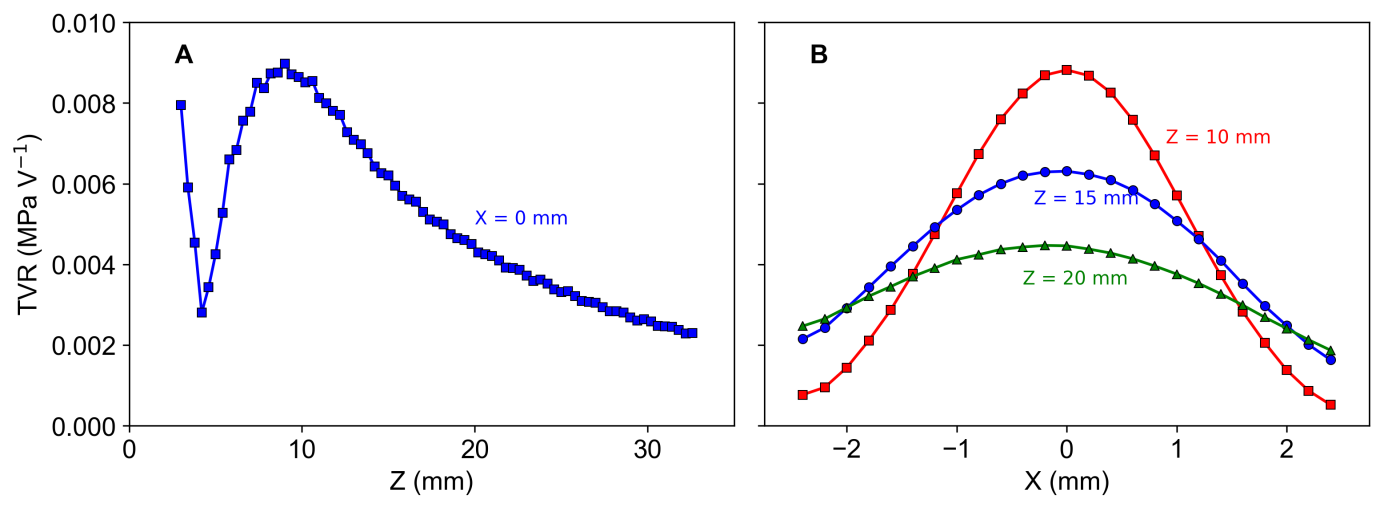 A
B
0.010
0.008
0.006
0.004
0.002
0.000
TVR (MPa V⁻¹)
X = 0 mm
Z = 10 mm
Z = 15 mm
Z = 20 mm
0 10 20 30
Z (mm)
−2 −1 0 1 2
X (mm)